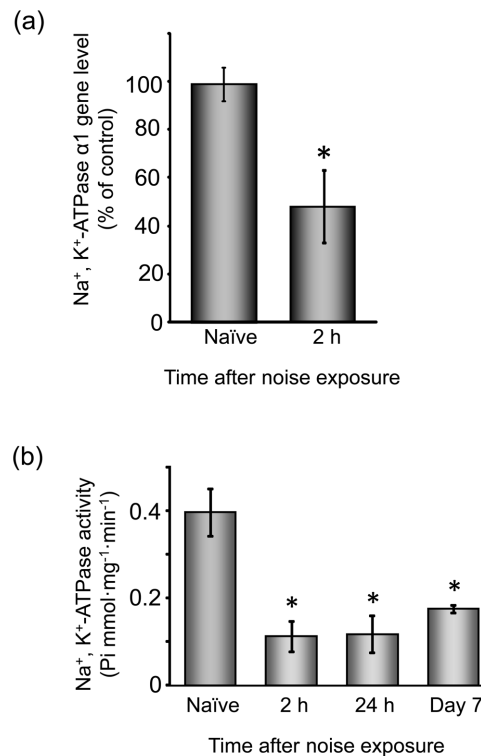 (a)
Na⁺, K⁺-ATPase α1 gene level
(% of control)
100
80
60
40
20
0
*
Naïve 2 h
Time after noise exposure
(b)
Na⁺, K⁺-ATPase activity
(Pi mmol·mg⁻¹·min⁻¹)
0.4
0.2
0
* * *
Naïve 2 h 24 h Day 7
Time after noise exposure